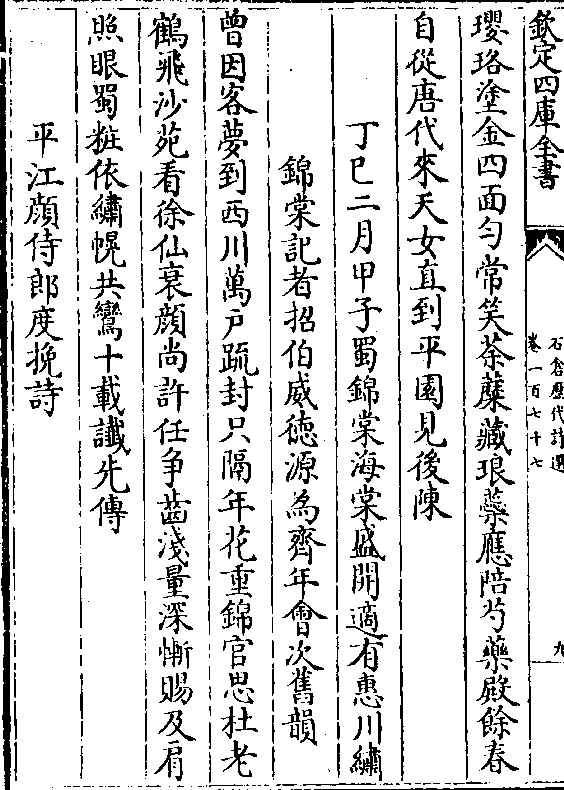 欽定四庫全書
石倉歷代詩選
卷一百七十七
九
瓔珞塗金四面勻常笑荼蘼藏琅蘂應陪芍藥殿餘春
自從唐代來天女直到平園見後陳
丁巳二月甲子蜀錦棠海棠盛開適有惠川繡
錦棠記者招伯威徳源為齊年會次舊韻
曾因客夢到西川萬戸疏封只隔年花重錦官思杜老
鶴飛沙苑看徐仙衰顔尚許任争齒淺量深慚賜及肩
照眼蜀粧依繡幌共鸞十載讖先傳
平江顔侍郎度挽詩